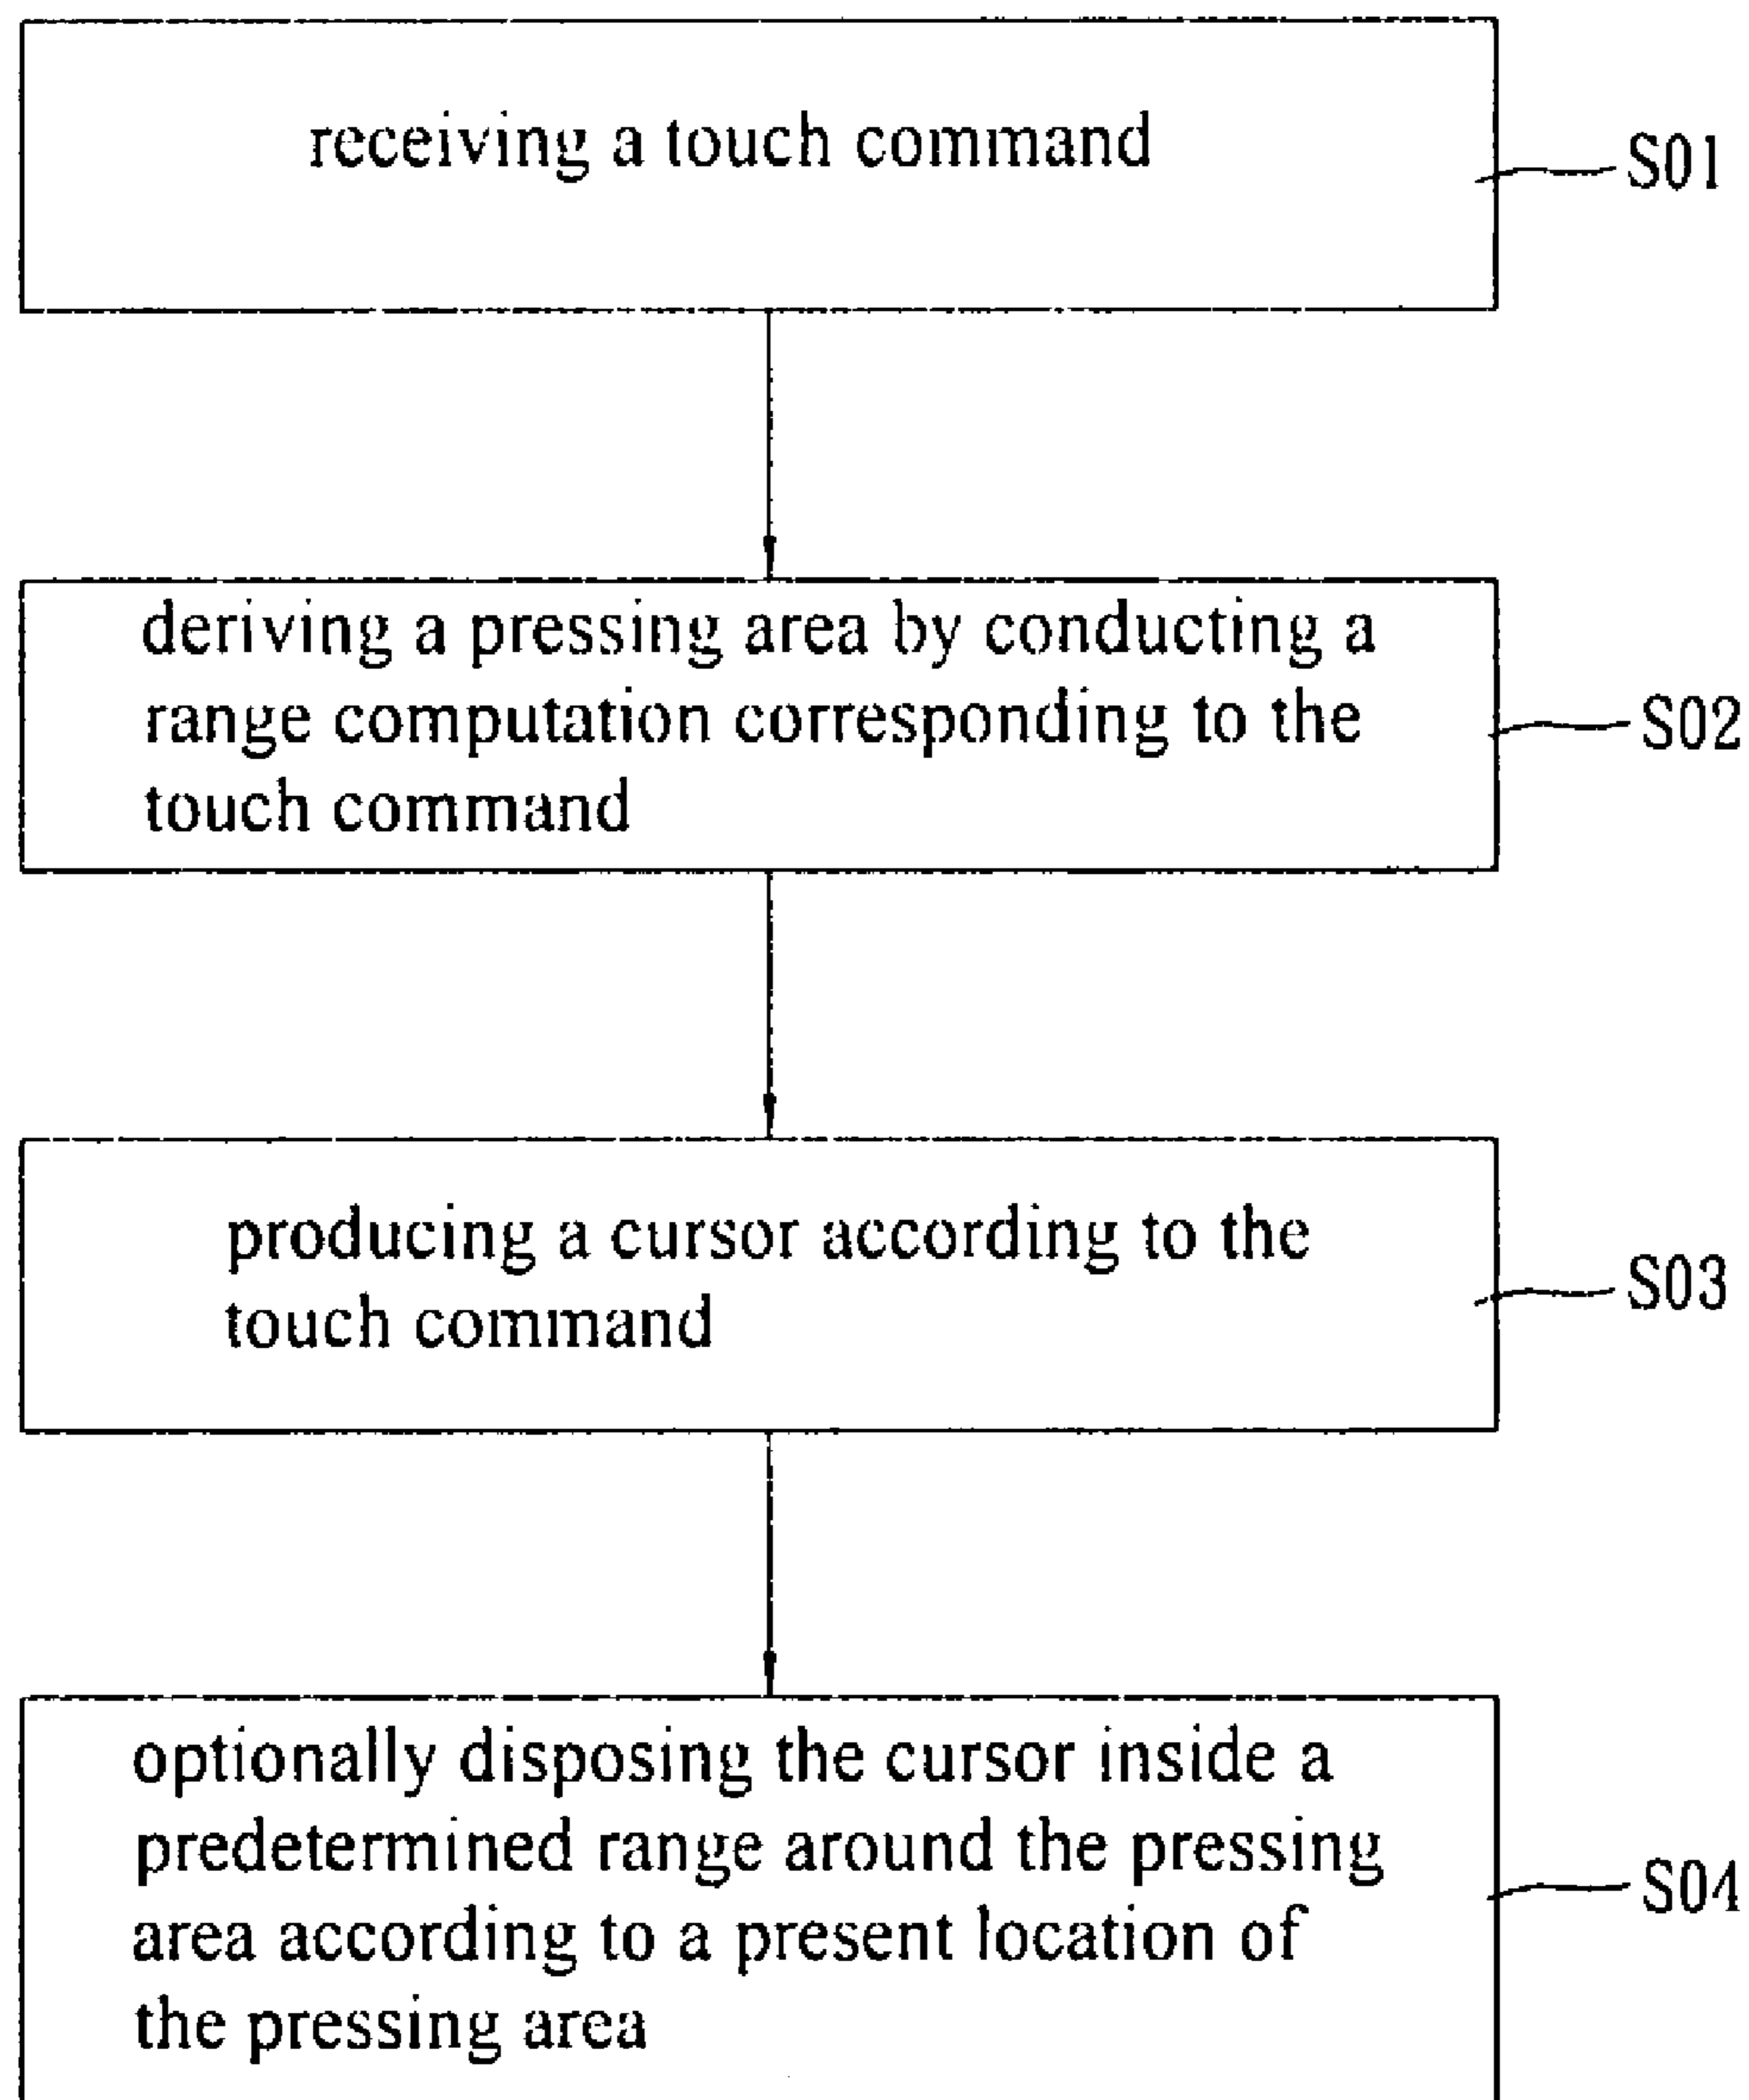 receiving a touch command
S01
deriving a pressing area by conducting a
range computation corresponding to the
touch command
S02
producing a cursor according to the
touch command
S03
optionally disposing the cursor inside a
predetermined range around the pressing
area according to a present location of
the pressing area
S04